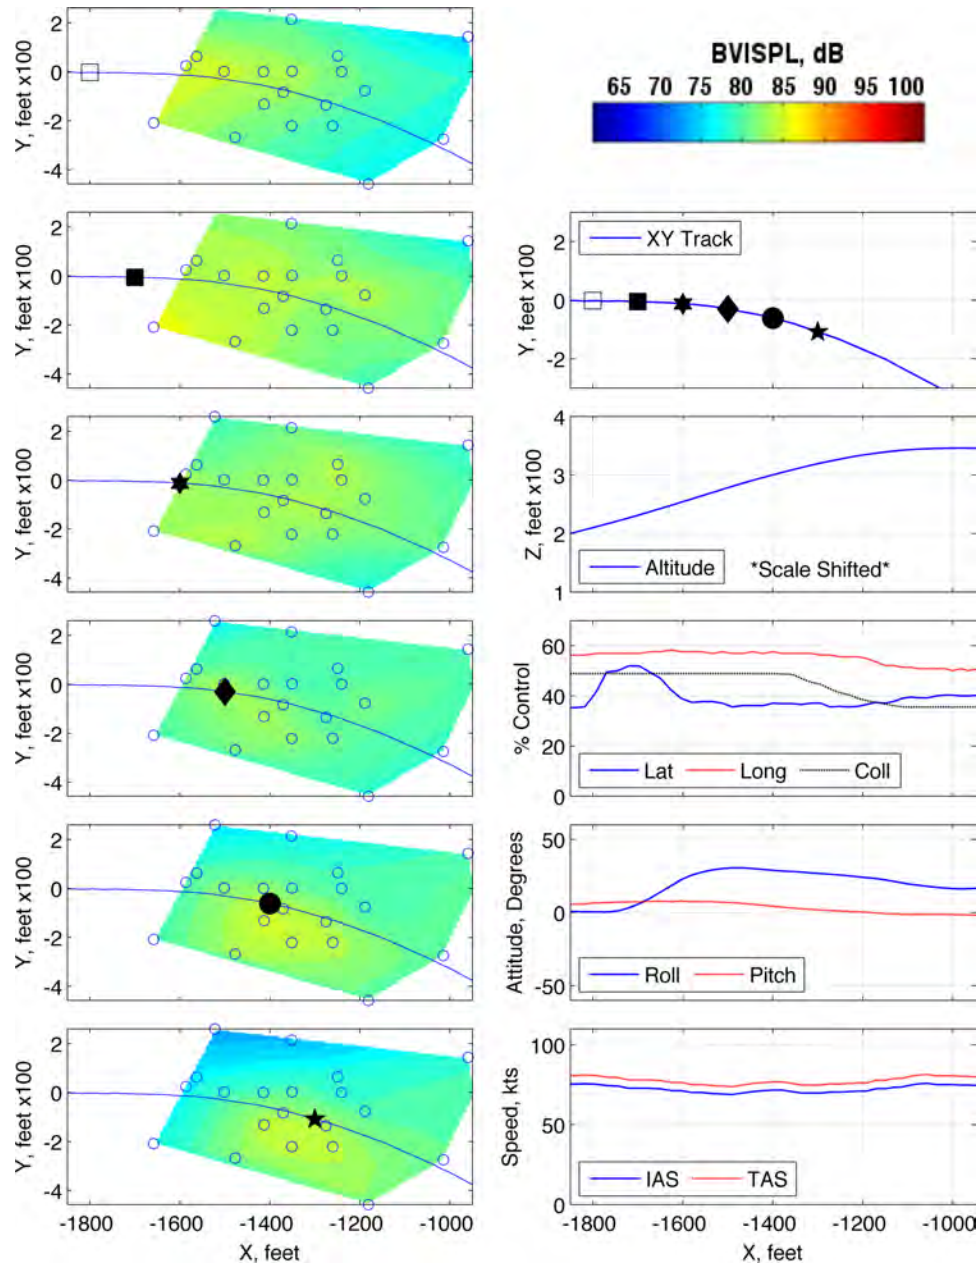 BVISPL, dB
65 70 75 80 85 90 95 100
2
0
-2
-4
Y, feet x100
2
0
-2
-4
Y, feet x100
XY Track
0
-2
Y, feet x100
2
0
-2
-4
Y, feet x100
4
3
2
1
Z, feet x100
Altitude *Scale Shifted*
2
0
-2
-4
Y, feet x100
60
40
20
0
% Control
Lat Long Coll
2
0
-2
-4
Y, feet x100
50
0
-50
Attitude, Degrees
Roll Pitch
2
0
-2
-4
Y, feet x100
100
50
0
Speed, kts
IAS TAS
-1800 -1600 -1400 -1200 -1000
X, feet
-1800 -1600 -1400 -1200 -1000
X, feet